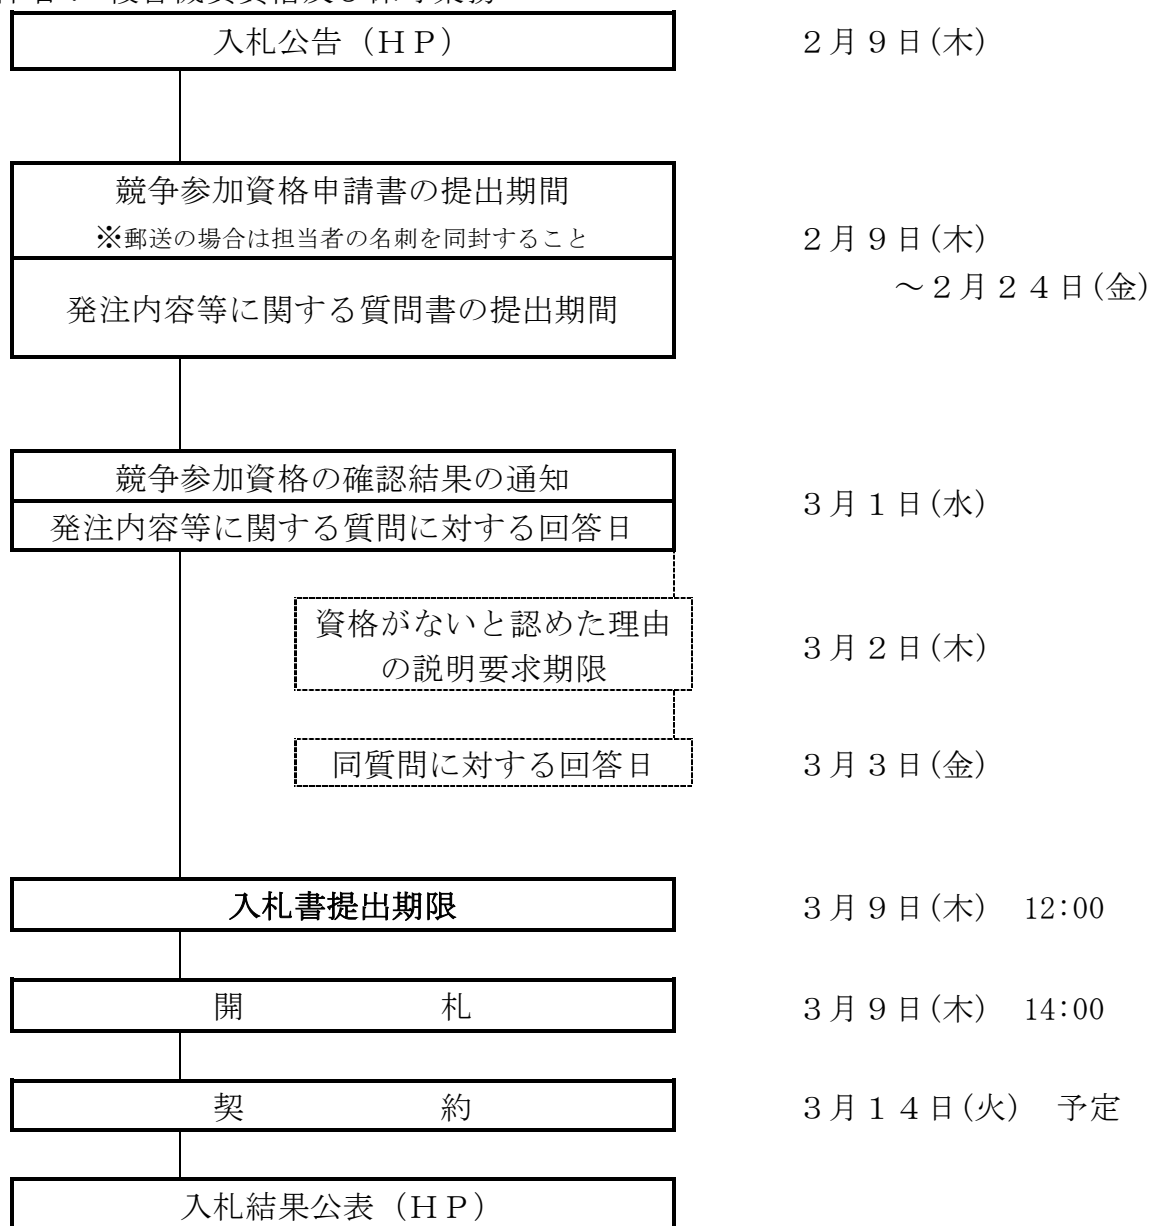 入札公告（ＨＰ） ２月９日(木)
競争参加資格申請書の提出期間
※郵送の場合は担当者の名刺を同封すること ２月９日(木)
～２月２４日(金)
発注内容等に関する質問書の提出期間
競争参加資格の確認結果の通知
３月１日(水)
発注内容等に関する質問に対する回答日
資格がないと認めた理由
の説明要求期限
３月２日(木)
同質問に対する回答日 ３月３日(金)
入札書提出期限 ３月９日(木)　12:00
開　　　　　　札 ３月９日(木)　14:00
契　　　　　　約 ３月１４日(火)　予定
入札結果公表（ＨＰ）